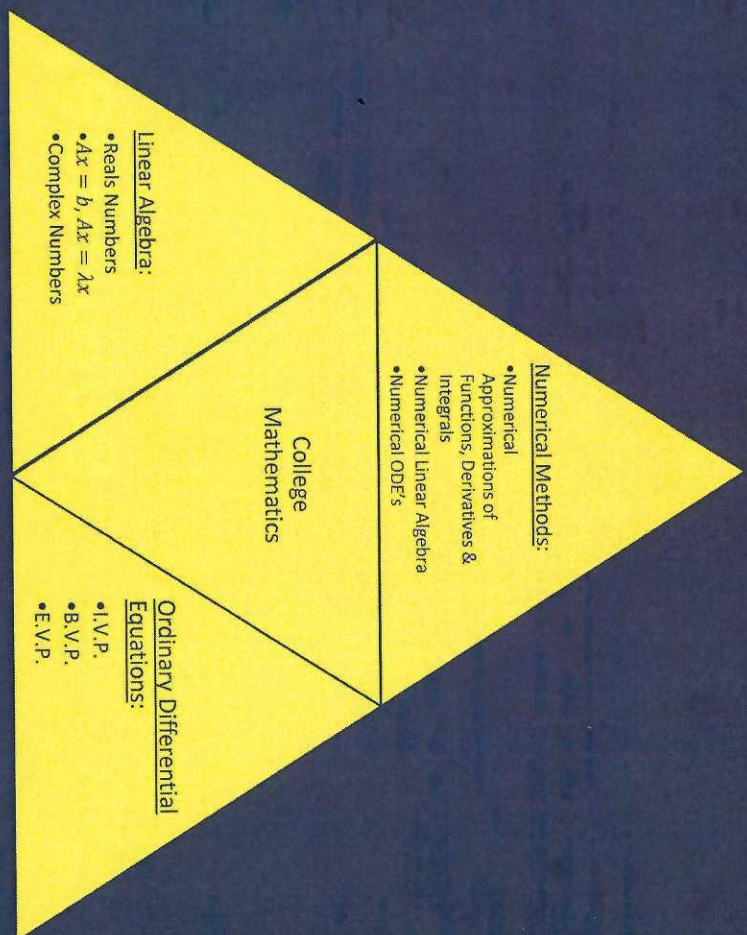 Numerical Methods:
•Numerical
Approximations of
Functions, Derivatives &
Integrals
•Numerical Linear Algebra
•Numerical ODE's
College
Mathematics
Linear Algebra:
•Reals Numbers
•Ax = b, Ax = λx
•Complex Numbers
Ordinary Differential
Equations:
•I.V.P.
•B.V.P.
•E.V.P.